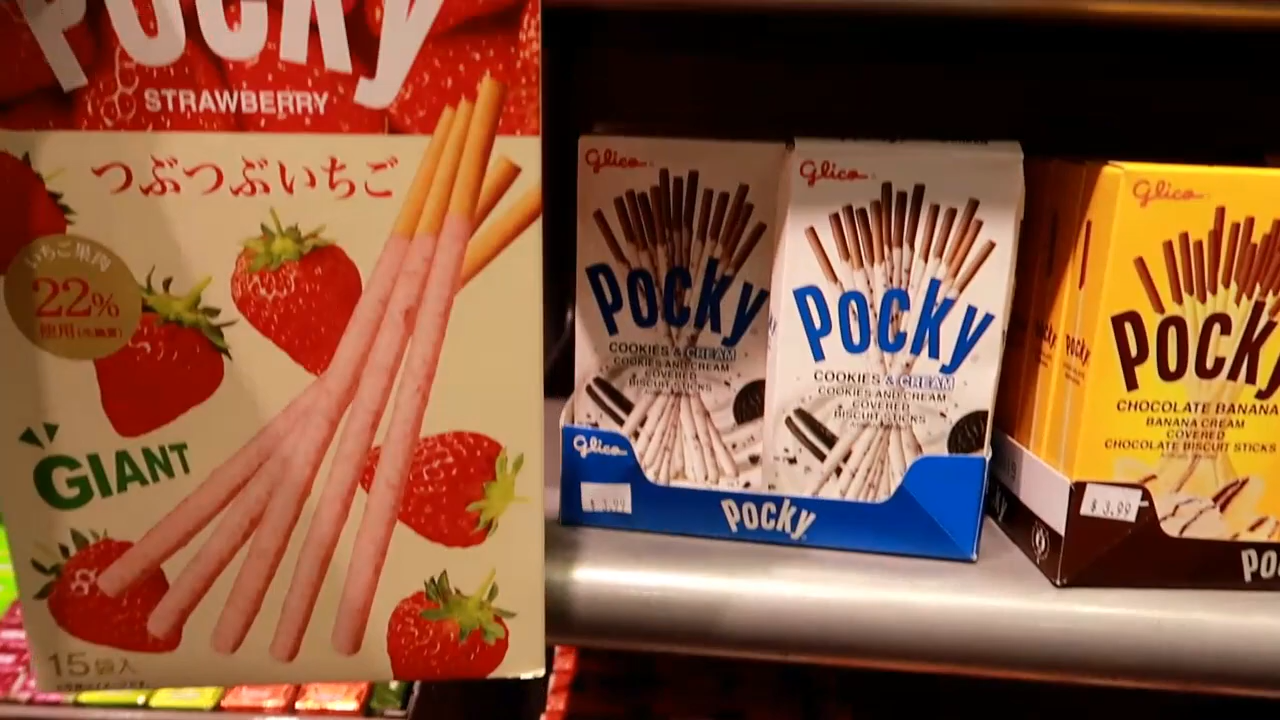 Pocky
STRAWBERRY
つぶつぶいちご
いちご果肉
22%
使用
GIANT
15袋入
Glico
Pocky
COOKIES & CREAM
COOKIES AND CREAM
COVERED
BISCUIT STICKS
Glico
Pocky
COOKIES & CREAM
COOKIES AND CREAM
COVERED
BISCUIT STICKS
Glico
$ 3.99
Pocky
Glico
Pocky
Pocky
Pocky
CHOCOLATE BANANA
BANANA CREAM
COVERED
CHOCOLATE BISCUIT STICKS
$ 3.99
Po